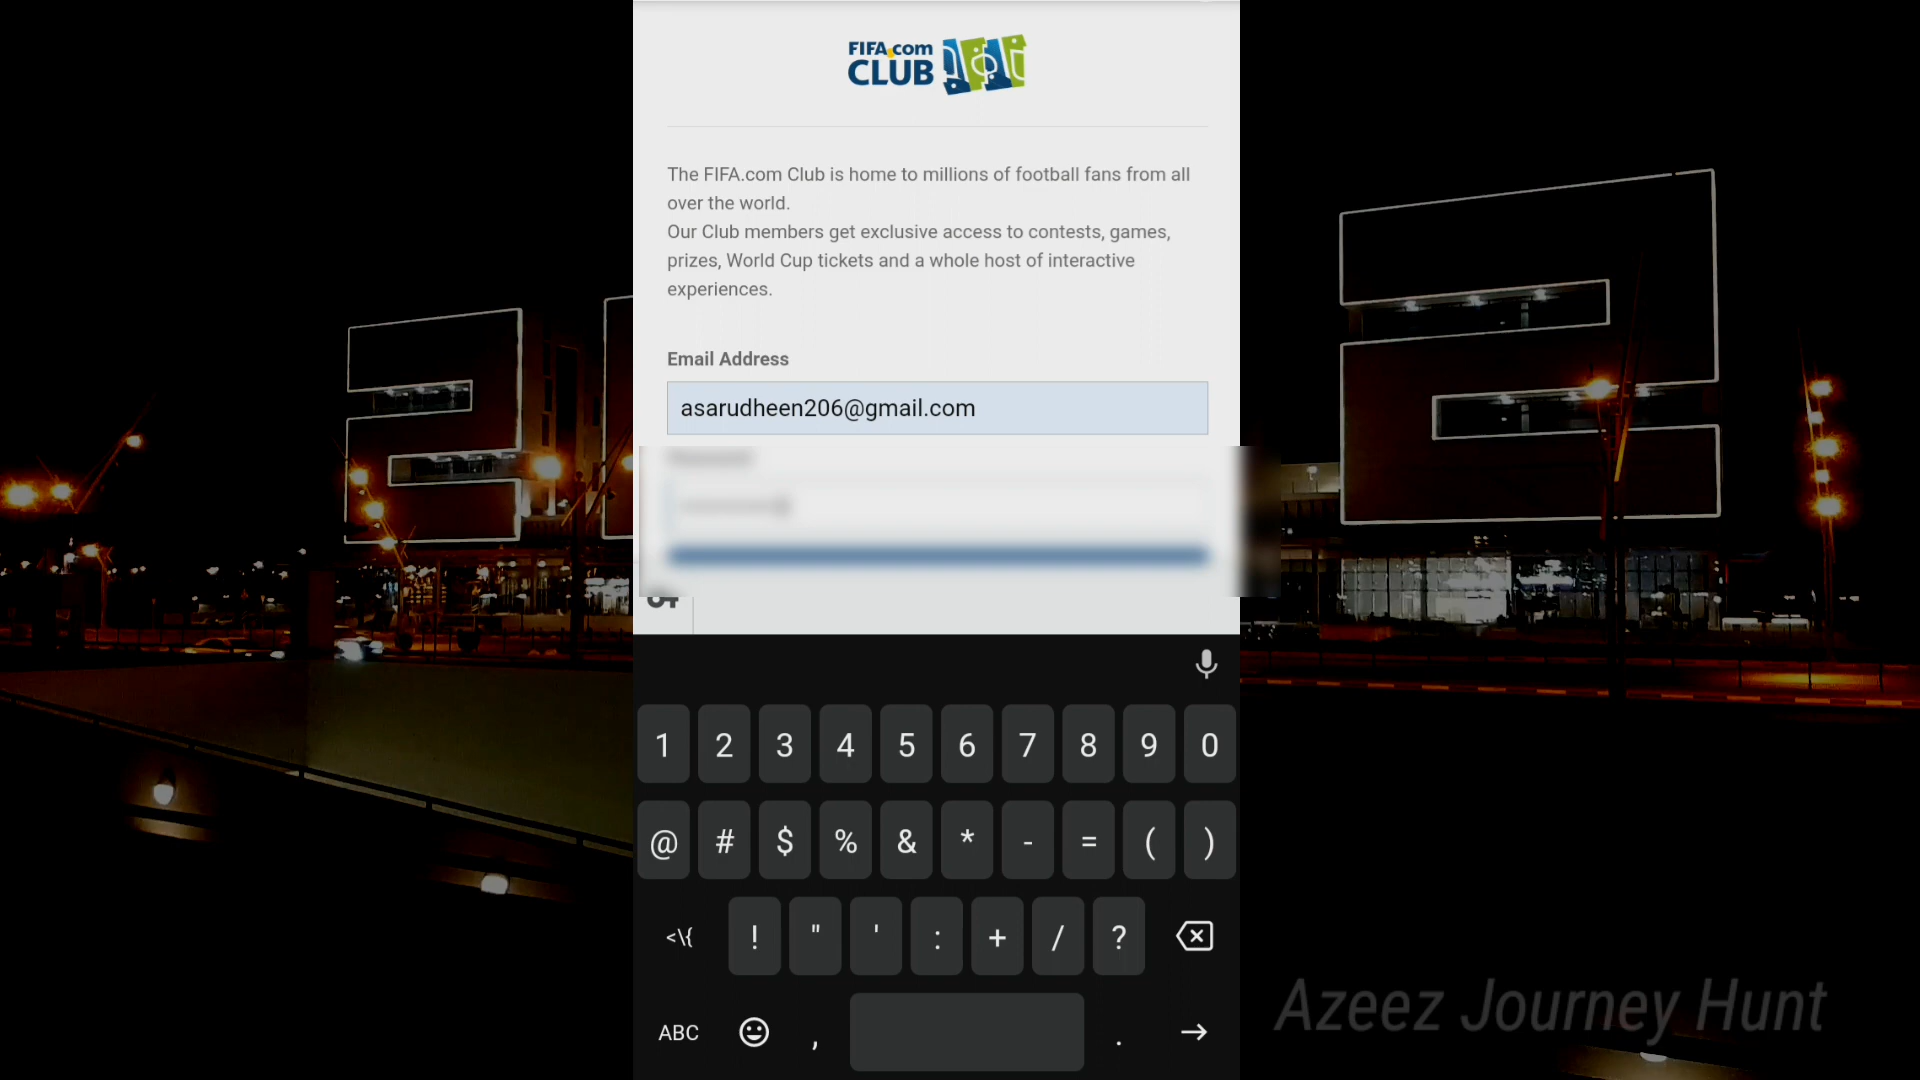 FIFA.com
CLUB
The FIFA.com Club is home to millions of football fans from all
over the world.
Our Club members get exclusive access to contests, games,
prizes, World Cup tickets and a whole host of interactive
experiences.
Email Address
asarudheen206@gmail.com
1 2 3 4 5 6 7 8 9 0
@ # $ % & * - = ( )
<\{ ! " ' : + / ?
ABC , .
Azeez Journey Hunt